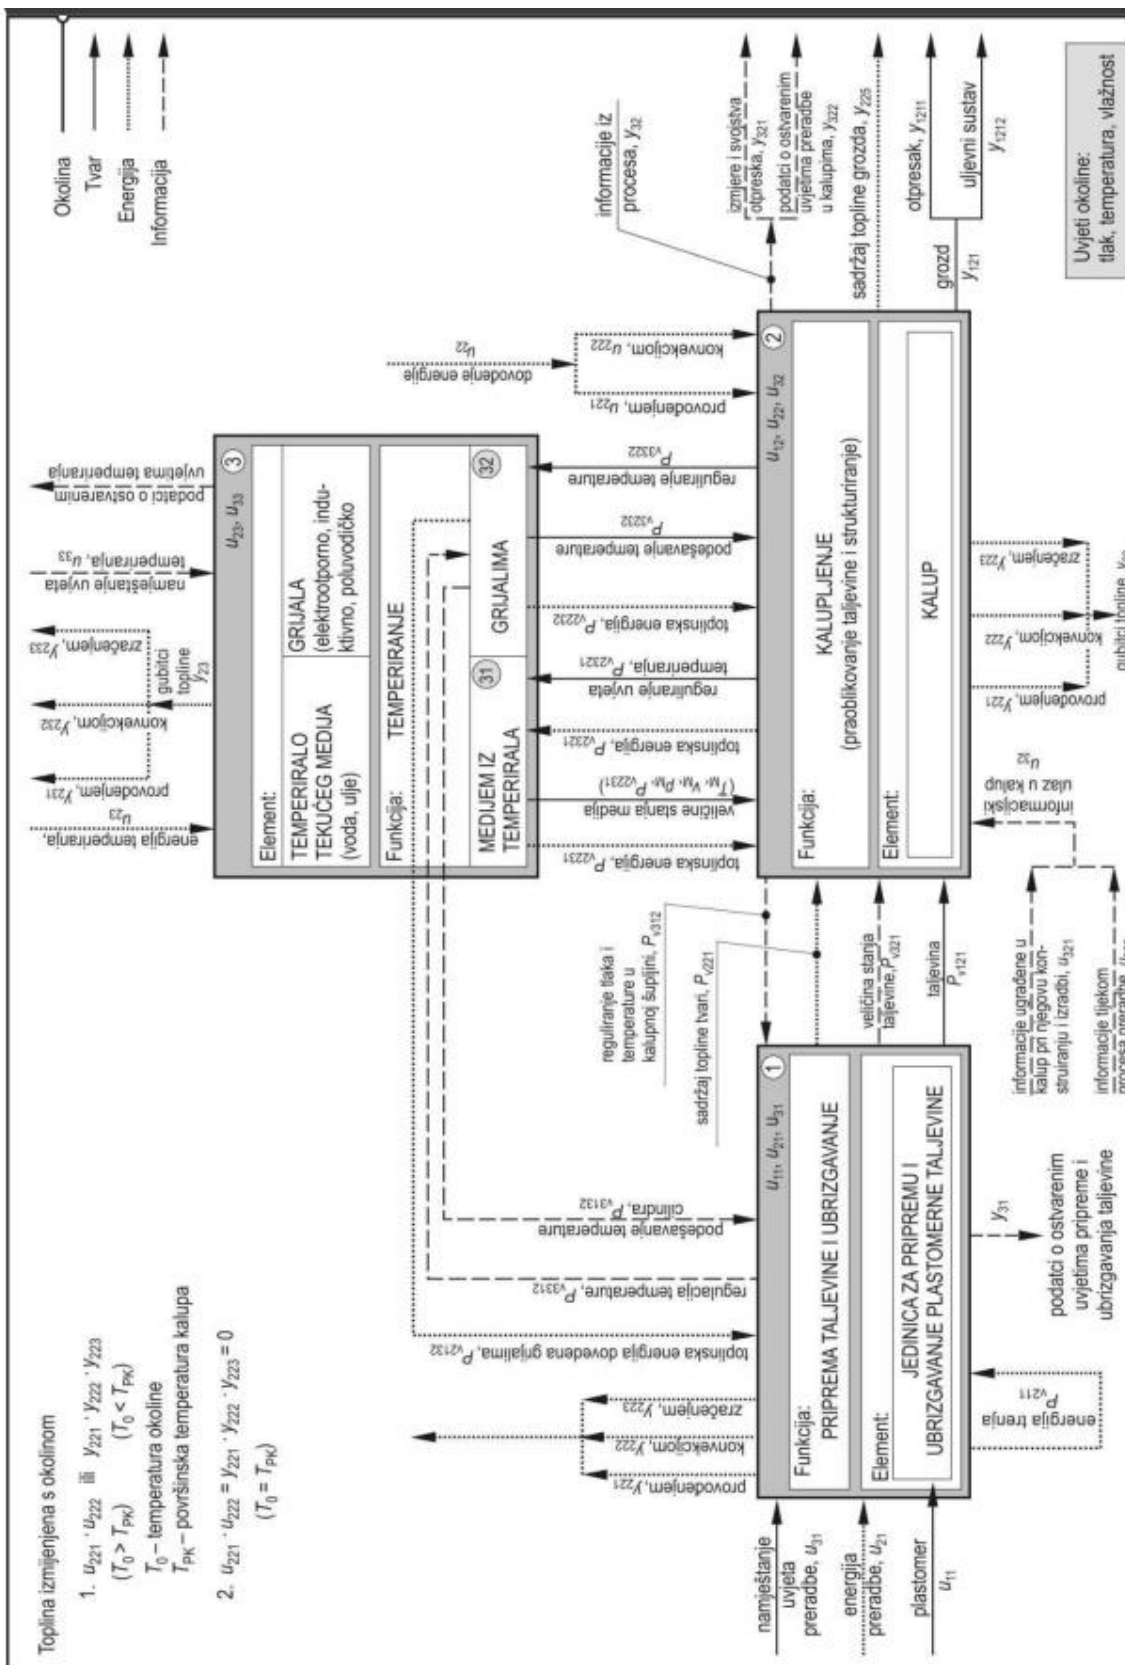 Toplina izmijenjena s okolinom
1. u221 · u222 ili y221 · y222 · y223
(T0 > TPK) (T0 < TPK)
T0 – temperatura okoline
TPK – površinska temperatura kalupa
2. u221 · u222 = y221 · y222 · y223 = 0
(T0 = TPK)
Okolina
Tvar
Energija
Informacija
energija temperiranja,
u23
provođenjem, y231
konvekcijom, y232
zračenjem, y233
gubitci
topline
y23
namještanje uvjeta
temperiranja, u33
podatci o ostvarenim
uvjetima temperiranja
u23, u33
3
Element:
TEMPERIRALO
TEKUĆEG MEDIJA
(voda, ulje)
GRIJALA
(elektrootporno, indu-
ktivno, poluvodičko
Funkcija:
TEMPERIRANJE
MEDIJEM IZ
TEMPERIRALA
31
GRIJALIMA
32
dovođenje energije
u22
provođenjem, u221
konvekcijom, u222
toplinska energija dovedena grijalima, Pv2132
regulacija temperature, Pv3312
podešavanje temperature
cilindra, Pv3132
toplinska energija, Pv2231
veličine stanja medija
toplinska energija, Pv2321
reguliranje uvjeta
temperiranja, Pv2321
toplinska energija, Pv2232
podešavanje temperature
Pv3232
reguliranje temperature
Pv3322
provođenjem, y221
konvekcijom, y222
zračenjem, y223
reguliranje tlaka i
temperature u
kalupnoj šupljini, Pv312
sadržaj topline tvari, Pv221
informacije iz
procesa, y32
namještanje
uvjeta
preradbe, u31
energija
preradbe, u21
plastomer
u11
u11, u21, u31
1
Funkcija:
PRIPREMA TALJEVINE I UBRIZGAVANJE
Element:
JEDINICA ZA PRIPREMU I
UBRIZGAVANJE PLASTOMERNE TALJEVINE
energija trenja
Pv211
y31
podatci o ostvarenim
uvjetima pripreme i
ubrizgavanja taljevine
veličina stanja
taljevine, Pv321
taljevina
Pv121
u12, u22, u32
2
Funkcija:
KALUPLJENJE
(praoblikovanje taljevine i strukturiranje)
Element:
KALUP
informacijski
ulaz u kalup
u32
informacije ugrađene u
kalup pri njegovu kon-
struiranju i izradbi, u321
informacije tijekom
procesa preradbe,
provođenjem, y221
konvekcijom, y222
zračenjem, y223
gubitci topline,
izmjere i svojstva
otpreska, y321
podatci o ostvarenim
uvjetima preradbe
u kalupima, y322
sadržaj topline grozda, y225
grozd
y121
otpresak, y1211
uljevni sustav
y1212
Uvjeti okoline:
tlak, temperatura, vlažnost